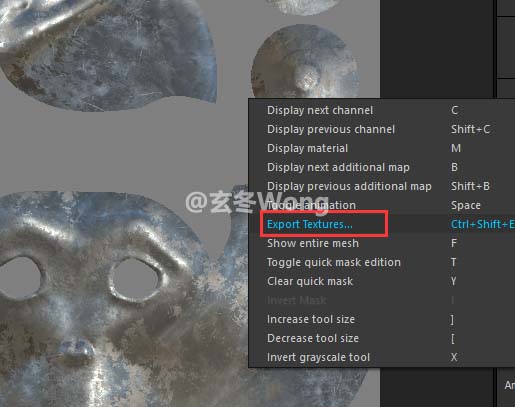 Display next channel C
Display previous channel Shift+C
Display material M
Display next additional map B
Display previous additional map Shift+B
@玄冬Wong
Toggle animation Space
Export Textures... Ctrl+Shift+E
Show entire mesh F
Toggle quick mask edition T
Clear quick mask Y
Invert Mask I
Increase tool size ]
Decrease tool size [
Invert grayscale tool X
An